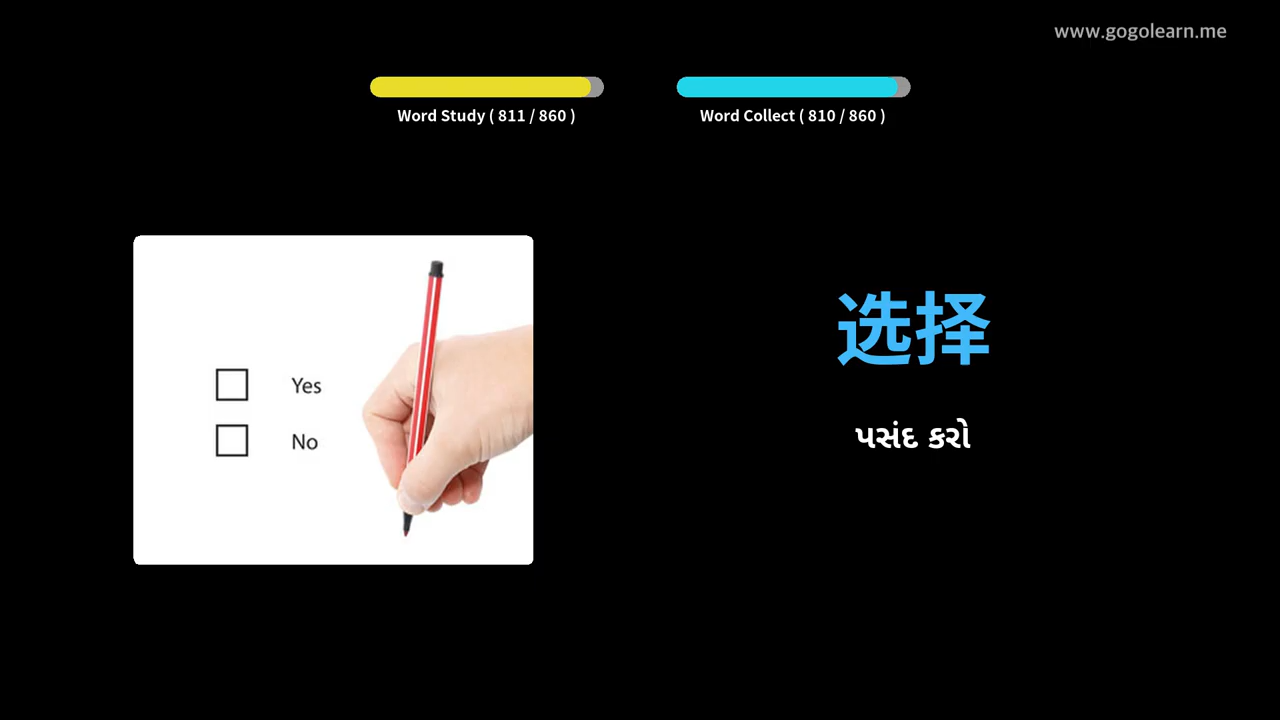 www.gogolearn.me
Word Study ( 811 / 860 )
Word Collect ( 810 / 860 )
Yes
No
选择
પસંદ કરો